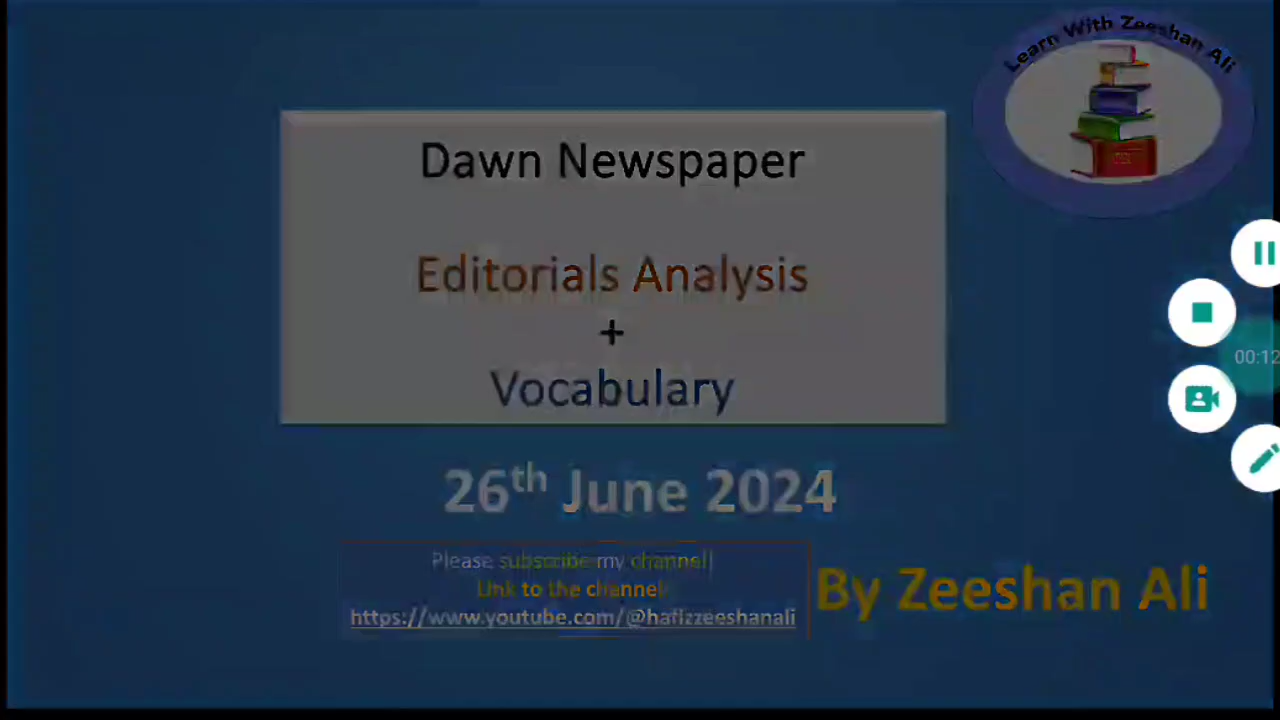 Learn With Zeeshan Ali
Dawn Newspaper
Editorials Analysis
+
Vocabulary
00:12
26th June 2024
Please subscribe my channel|
Link to the channel:
https://www.youtube.com/@hafizzeeshanali
By Zeeshan Ali